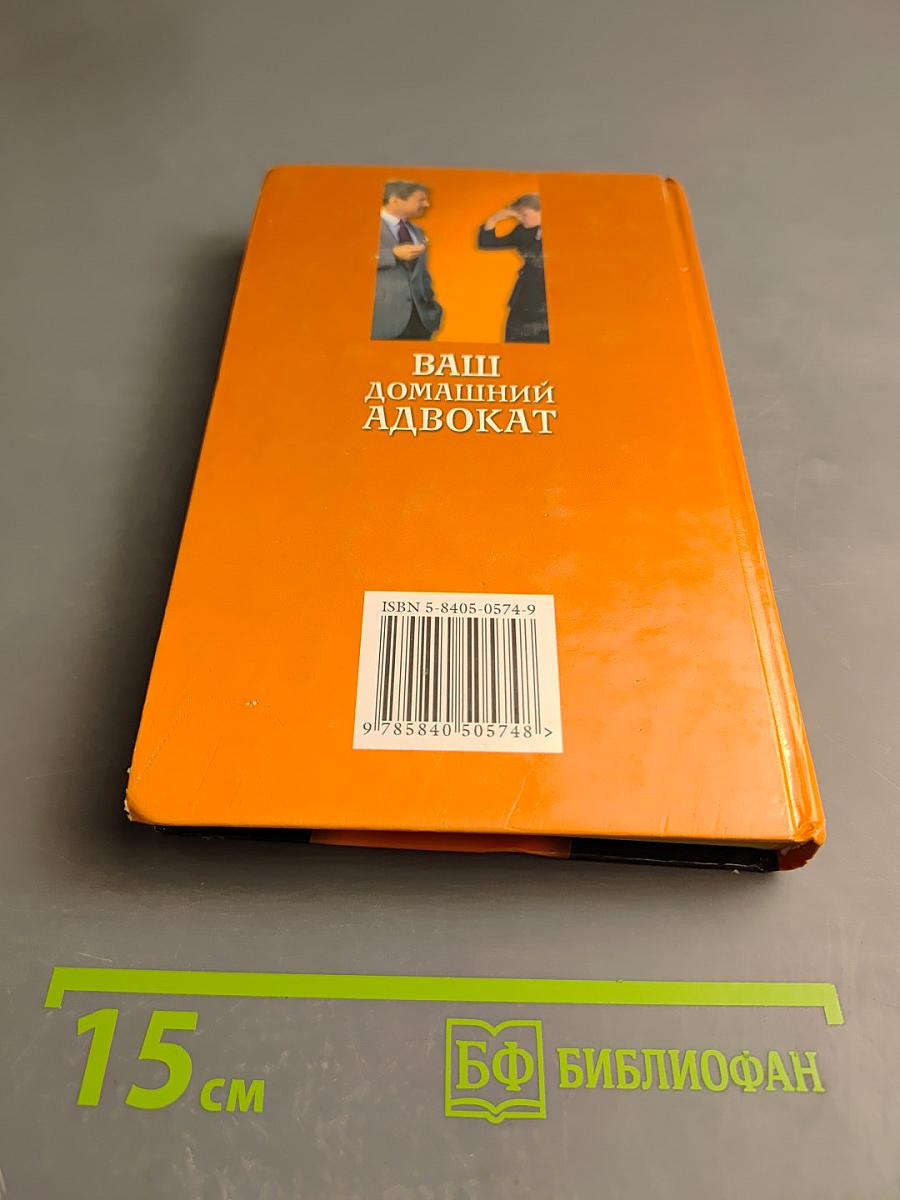 ВАШ
ДОМАШНИЙ
АДВОКАТ
ISBN 5-8405-0574-9
9 785840 505748 >
15 см
БФ БИБЛИОФАН